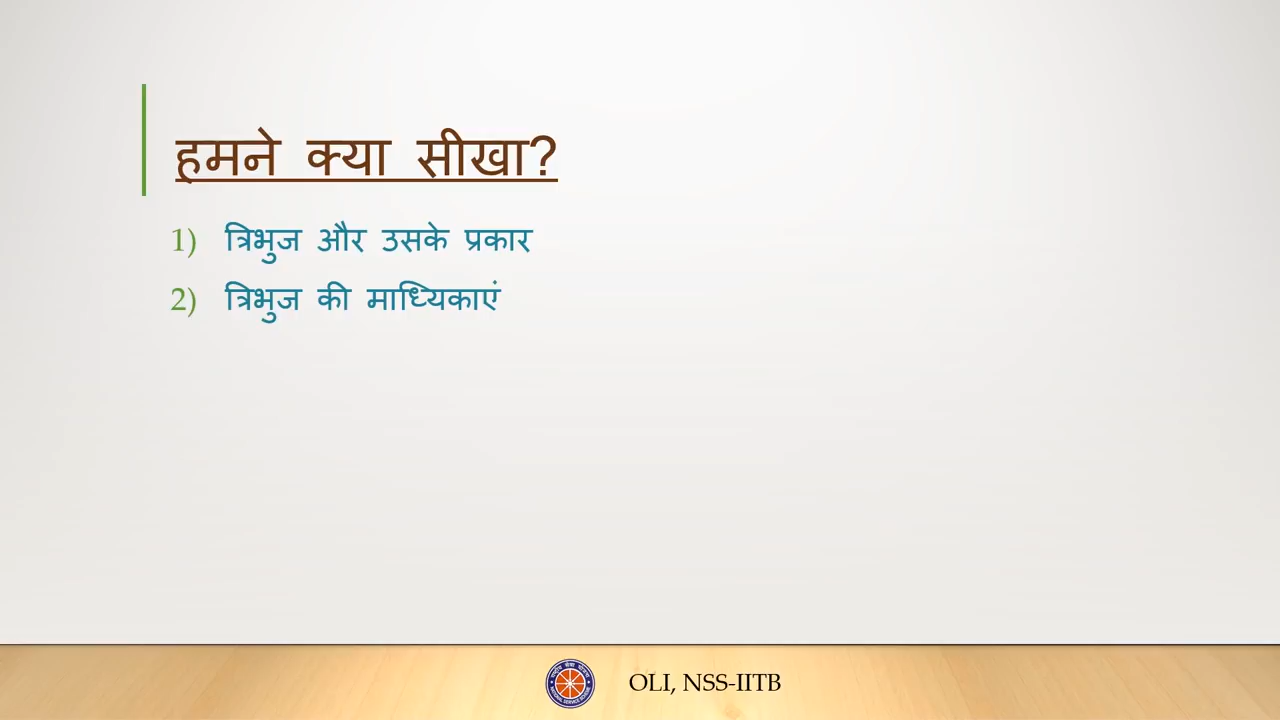 हमने क्या सीखा?
1) त्रिभुज और उसके प्रकार
2) त्रिभुज की माध्यिकाएं
OLI, NSS-IITB